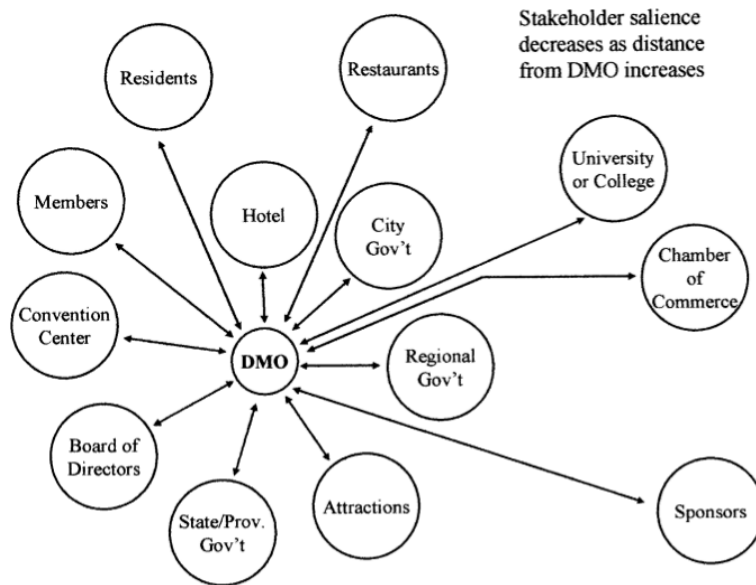 Stakeholder salience
decreases as distance
from DMO increases
Residents
Restaurants
University
or College
Members
Hotel
City
Gov't
Chamber
of
Commerce
Convention
Center
DMO
Regional
Gov't
Board of
Directors
State/Prov.
Gov't
Attractions
Sponsors